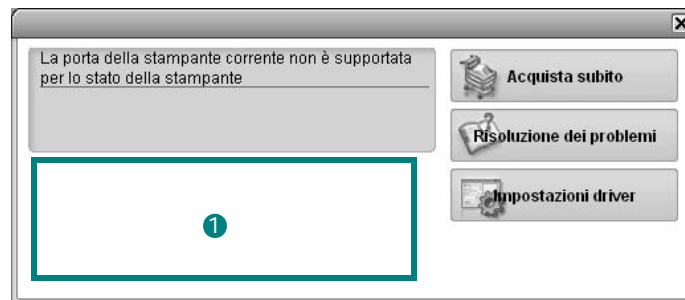 La porta della stampante corrente non è supportata
per lo stato della stampante
Acquista subito
Risoluzione dei problemi
Impostazioni driver
1